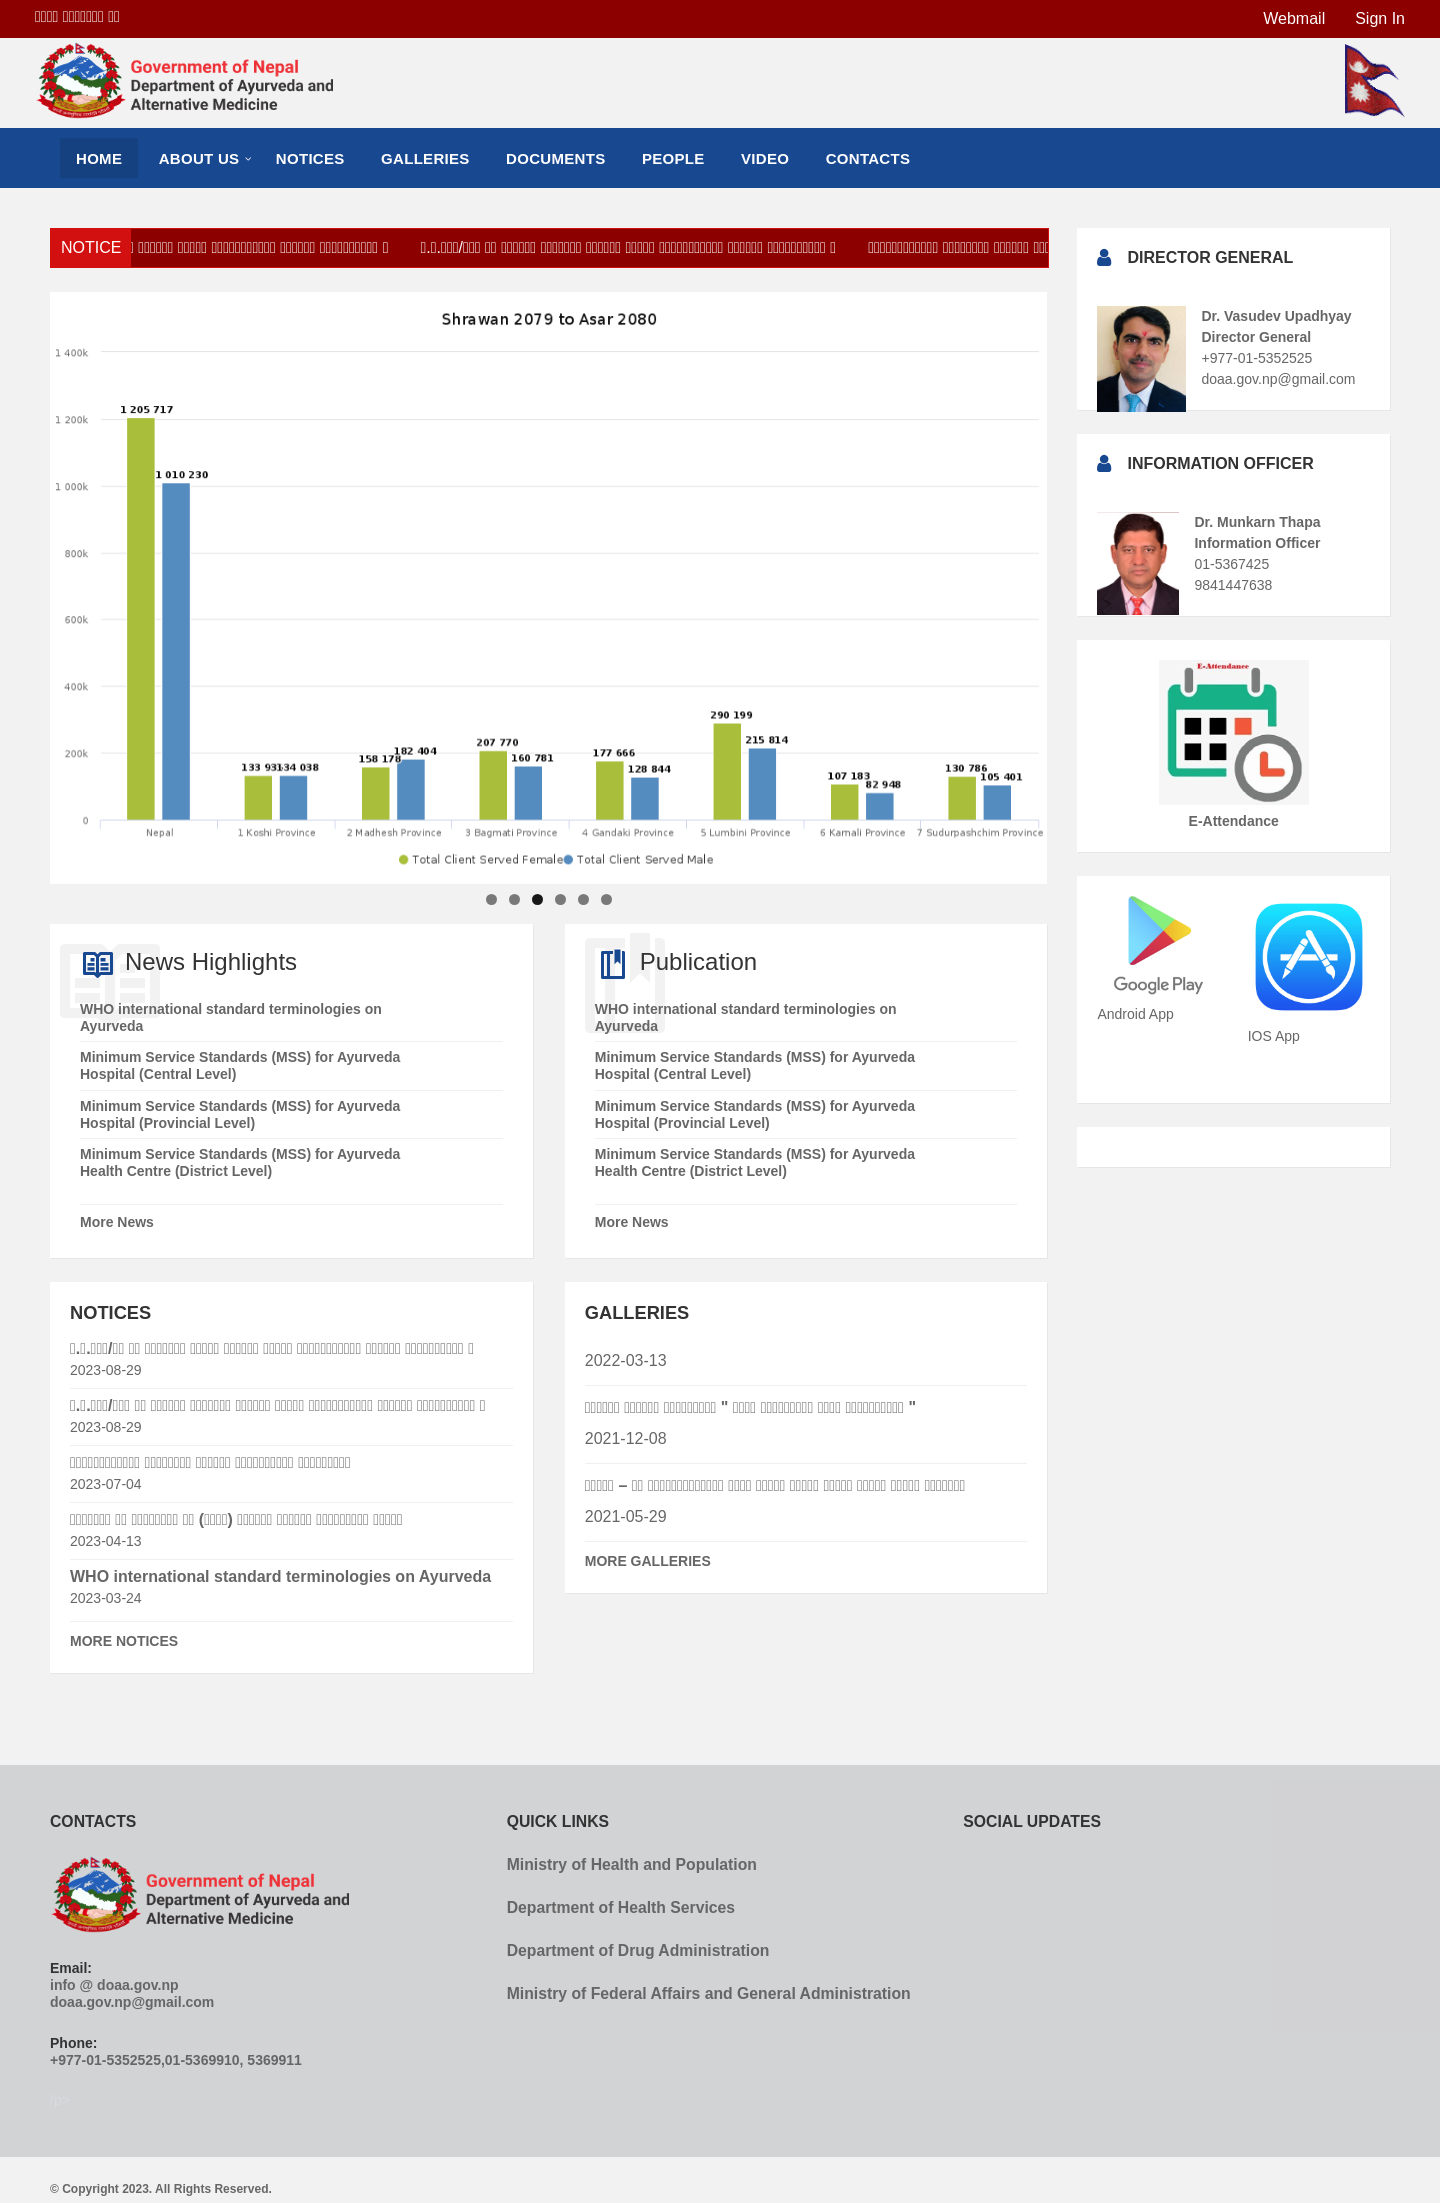 Webmail
Sign In
Government of Nepal
Department of Ayurveda and
Alternative Medicine
HOME
ABOUT US
NOTICES
GALLERIES
DOCUMENTS
PEOPLE
VIDEO
CONTACTS
NOTICE
Shrawan 2079 to Asar 2080
1 400k
1 200k
1 000k
800k
600k
400k
200k
0
1 205 717
1 010 230
133 931
134 038
158 178
182 404
207 770
160 781
177 666
128 844
290 199
215 814
107 183
82 948
130 786
105 401
Nepal
1 Koshi Province
2 Madhesh Province
3 Bagmati Province
4 Gandaki Province
5 Lumbini Province
6 Karnali Province
7 Sudurpashchim Province
Total Client Served Female
Total Client Served Male
DIRECTOR GENERAL
Dr. Vasudev Upadhyay
Director General
+977-01-5352525
doaa.gov.np@gmail.com
INFORMATION OFFICER
Dr. Munkarn Thapa
Information Officer
01-5367425
9841447638
E-Attendance
E-Attendance
Google Play
Android App
IOS App
News Highlights
WHO international standard terminologies on
Ayurveda
Minimum Service Standards (MSS) for Ayurveda
Hospital (Central Level)
Minimum Service Standards (MSS) for Ayurveda
Hospital (Provincial Level)
Minimum Service Standards (MSS) for Ayurveda
Health Centre (District Level)
More News
Publication
WHO international standard terminologies on
Ayurveda
Minimum Service Standards (MSS) for Ayurveda
Hospital (Central Level)
Minimum Service Standards (MSS) for Ayurveda
Hospital (Provincial Level)
Minimum Service Standards (MSS) for Ayurveda
Health Centre (District Level)
More News
NOTICES
2023-08-29
2023-08-29
2023-07-04
2023-04-13
WHO international standard terminologies on Ayurveda
2023-03-24
MORE NOTICES
GALLERIES
2022-03-13
2021-12-08
2021-05-29
MORE GALLERIES
CONTACTS
Government of Nepal
Department of Ayurveda and
Alternative Medicine
Email:
info @ doaa.gov.np
doaa.gov.np@gmail.com
Phone:
+977-01-5352525,01-5369910, 5369911
/p>
QUICK LINKS
Ministry of Health and Population
Department of Health Services
Department of Drug Administration
Ministry of Federal Affairs and General Administration
SOCIAL UPDATES
© Copyright 2023. All Rights Reserved.